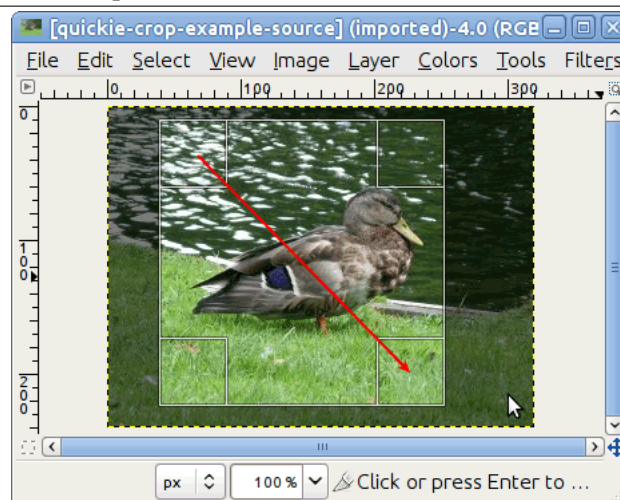 [quickie-crop-example-source] (imported)-4.0 (RGB
File Edit Select View Image Layer Colors Tools Filters
0 100 200 300
0
100
200
px 100 % Click or press Enter to ...